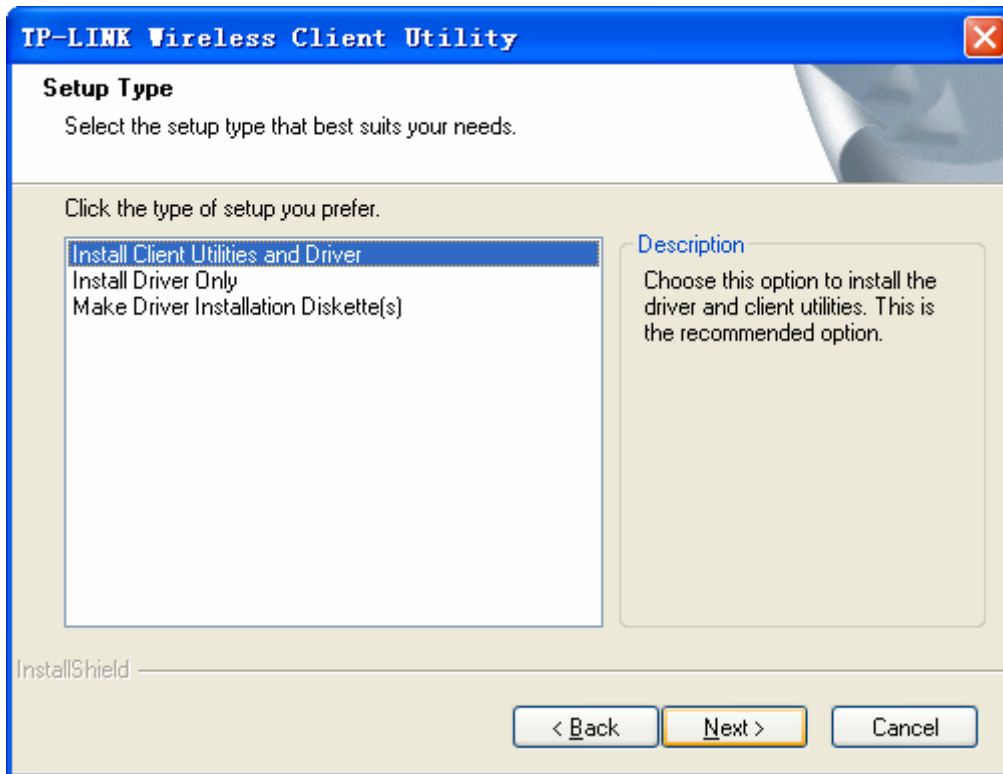 TP-LINK Wireless Client Utility
Setup Type
Select the setup type that best suits your needs.
Click the type of setup you prefer.
Install Client Utilities and Driver
Install Driver Only
Make Driver Installation Diskette(s)
Description
Choose this option to install the
driver and client utilities. This is
the recommended option.
InstallShield
< Back
Next >
Cancel